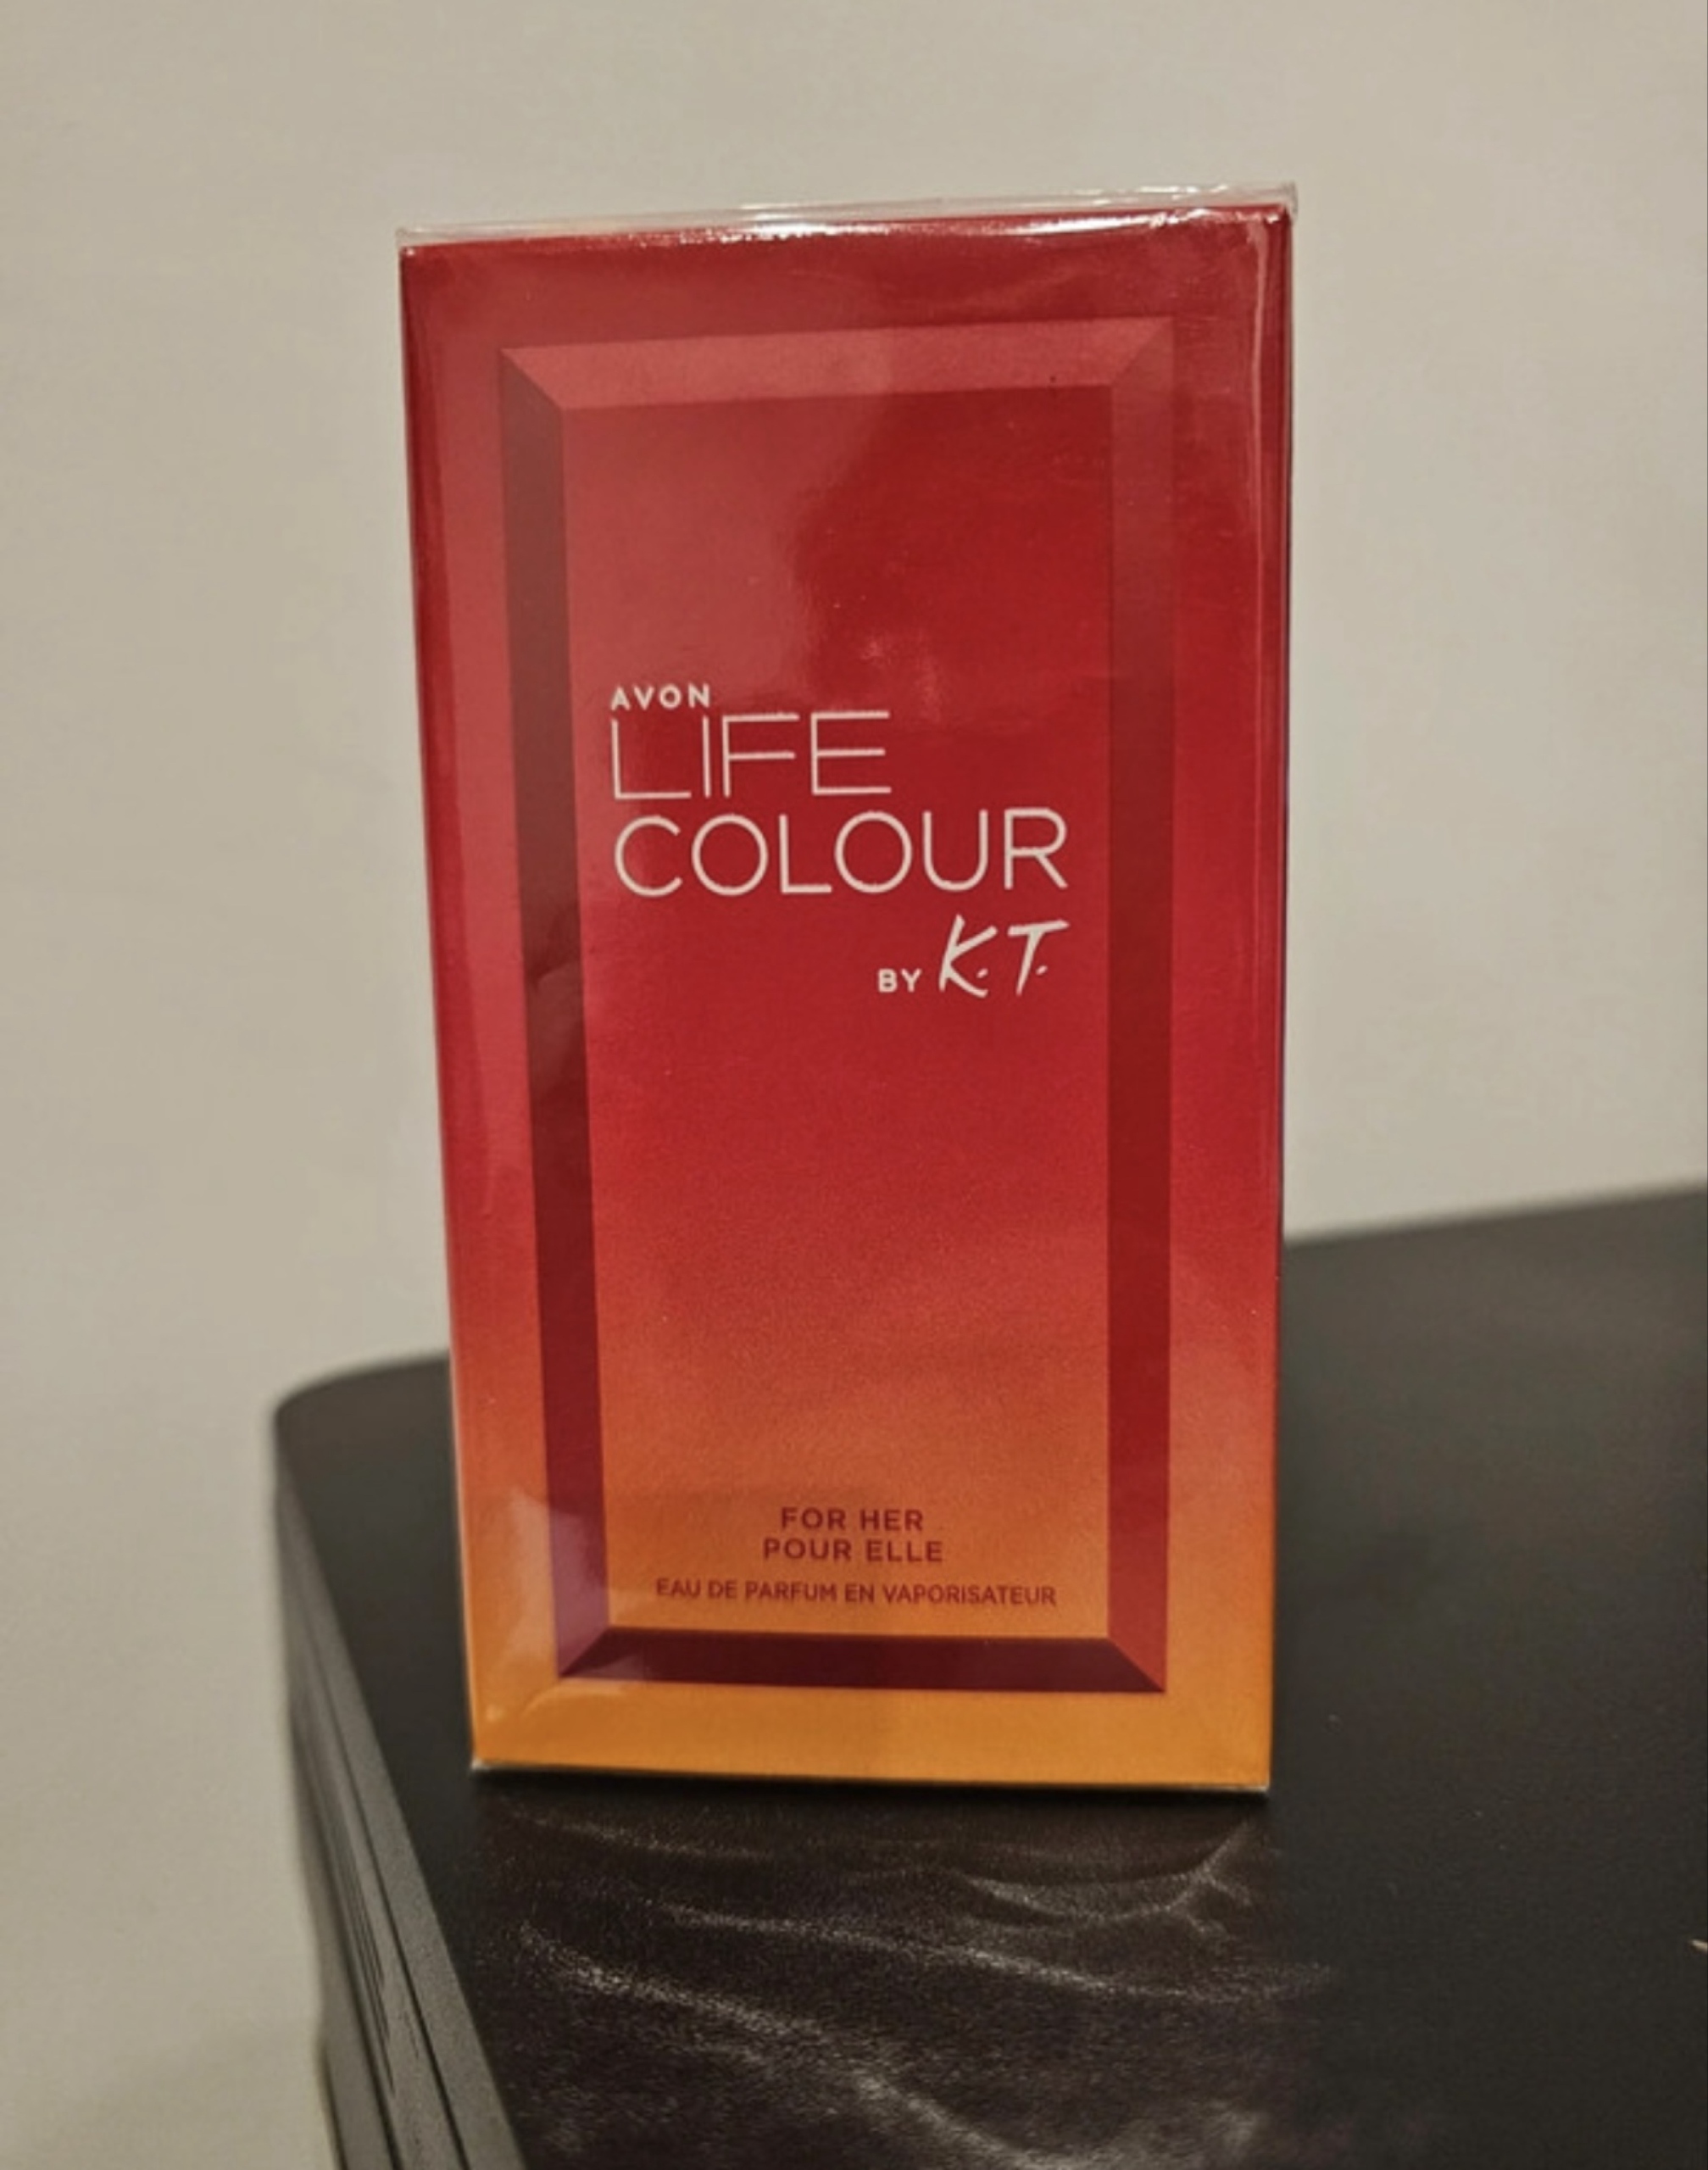 AVON
LIFE
COLOUR
BY K.T.
FOR HER
POUR ELLE
EAU DE PARFUM EN VAPORISATEUR